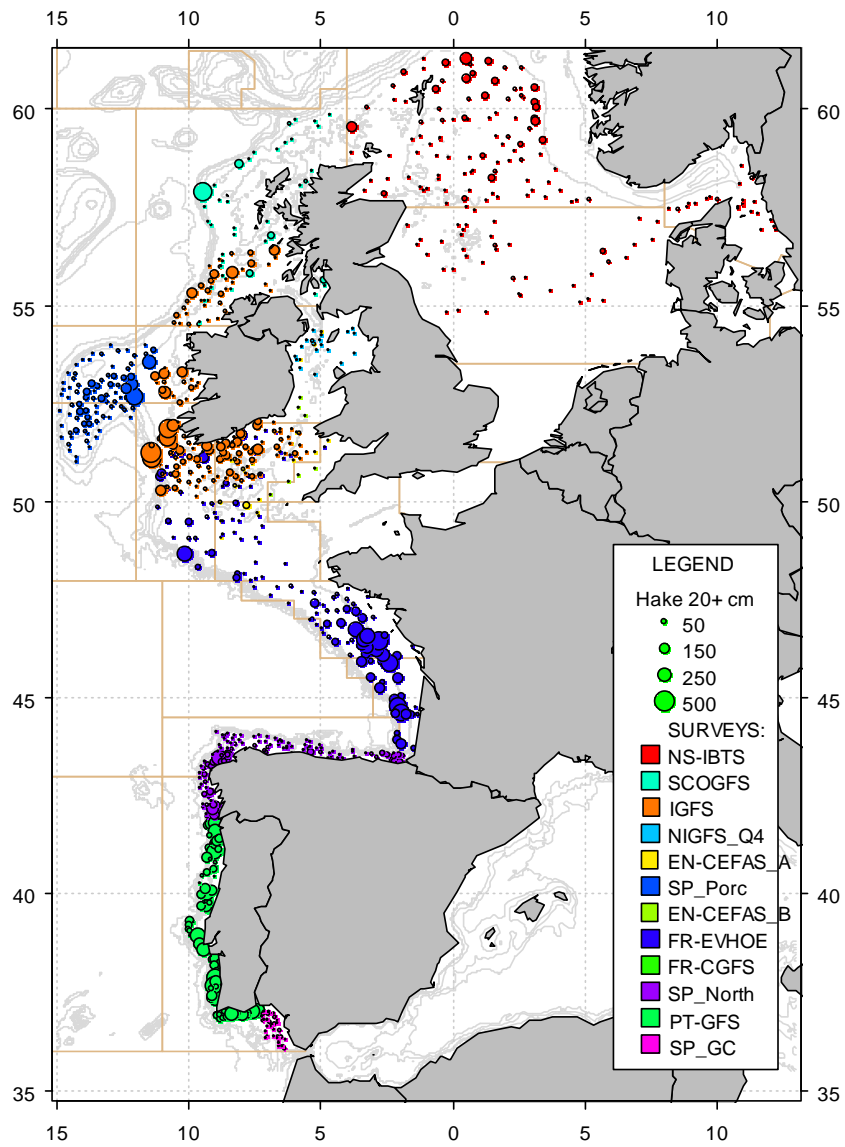 15 10 5 0 5 10
60 60
55 55
50 50
45 45
40 40
35 35
15 10 5 0 5 10
LEGEND
Hake 20+ cm
50
150
250
500
SURVEYS:
NS-IBTS
SCOGFS
IGFS
NIGFS_Q4
EN-CEFAS_A
SP_Porc
EN-CEFAS_B
FR-EVHOE
FR-CGFS
SP_North
PT-GFS
SP_GC